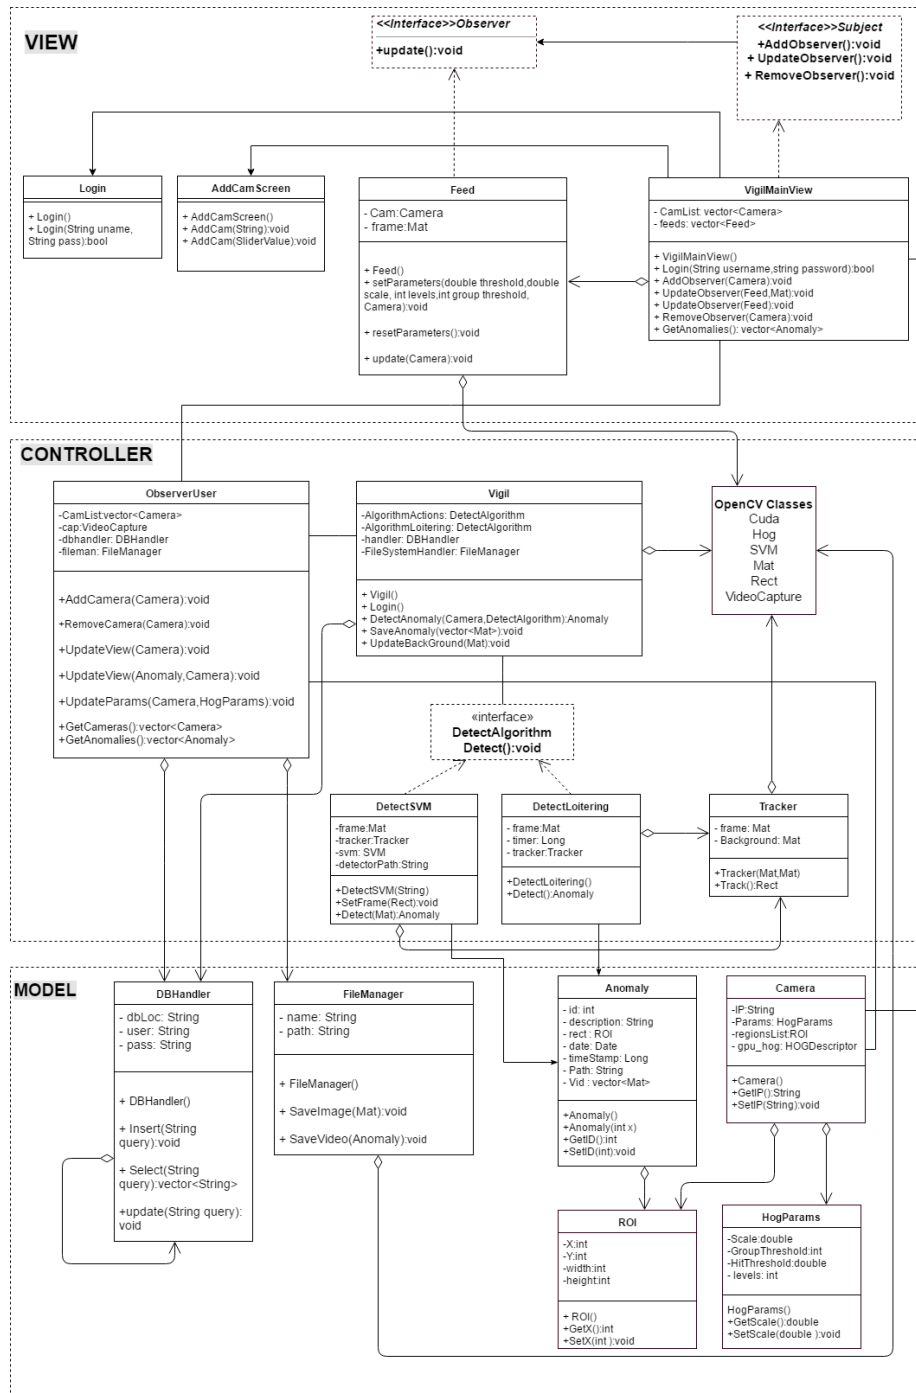 VIEW
<<Interface>>Observer
+update():void
<<Interface>>Subject
+AddObserver():void
+ UpdateObserver():void
+ RemoveObserver():void
Login
+ Login()
+ Login(String uname,
String pass):bool
AddCamScreen
+ AddCamScreen()
+ AddCam(String):void
+ AddCam(SliderValue):void
Feed
- Cam:Camera
- frame:Mat
+ Feed()
+ setParameters(double threshold,double
scale, int levels,int group threshold,
Camera):void
+ resetParameters():void
+ update(Camera):void
VigilMainView
- CamList: vector<Camera>
- feeds: vector<Feed>
+ VigilMainView()
+ Login(String username,string password):bool
+ AddObserver(Camera):void
+ UpdateObserver(Feed,Mat):void
+ UpdateObserver(Feed):void
+ RemoveObserver(Camera):void
+ GetAnomalies(): vector<Anomaly>
CONTROLLER
ObserverUser
-CamList:vector<Camera>
-cap:VideoCapture
-dbhandler: DBHandler
-fileman: FileManager
+AddCamera(Camera):void
+RemoveCamera(Camera):void
+UpdateView(Camera):void
+UpdateView(Anomaly,Camera):void
+UpdateParams(Camera,HogParams):void
+GetCameras():vector<Camera>
+GetAnomalies():vector<Anomaly>
Vigil
-AlgorithmActions: DetectAlgorithm
-AlgorithmLoitering: DetectAlgorithm
-handler: DBHandler
-FileSystemHandler: FileManager
+ Vigil()
+ Login()
+ DetectAnomaly(Camera,DetectAlgorithm):Anomaly
+ SaveAnomaly(vector<Mat>):void
+ UpdateBackGround(Mat):void
OpenCV Classes
Cuda
Hog
SVM
Mat
Rect
VideoCapture
«interface»
DetectAlgorithm
Detect():void
DetectSVM
-frame:Mat
-tracker:Tracker
-svm: SVM
-detectorPath:String
+DetectSVM(String)
+SetFrame(Rect):void
+Detect(Mat):Anomaly
DetectLoitering
- frame:Mat
- timer: Long
- tracker:Tracker
+DetectLoitering()
+Detect():Anomaly
Tracker
- frame: Mat
- Background: Mat
+Tracker(Mat,Mat)
+Track():Rect
MODEL
DBHandler
- dbLoc: String
- user: String
- pass: String
+ DBHandler()
+ Insert(String
query):void
+ Select(String
query):vector<String>
+update(String query):
void
FileManager
- name: String
- path: String
+ FileManager()
+ SaveImage(Mat):void
+ SaveVideo(Anomaly):void
Anomaly
- id: int
- description: String
- rect : ROI
- date: Date
- timeStamp: Long
- Path: String
- Vid : vector<Mat>
+Anomaly()
+Anomaly(int x)
+GetID():int
+SetID(int):void
Camera
-IP:String
-Params: HogParams
-regionsList:ROI
- gpu_hog: HOGDescriptor
+Camera()
+GetIP():String
+SetIP(String):void
ROI
-X:int
-Y:int
-width:int
-height:int
+ ROI()
+GetX():int
+SetX(int ):void
HogParams
-Scale:double
-GroupThreshold:int
-HitThreshold:double
- levels: int
HogParams()
+GetScale():double
+SetScale(double ):void